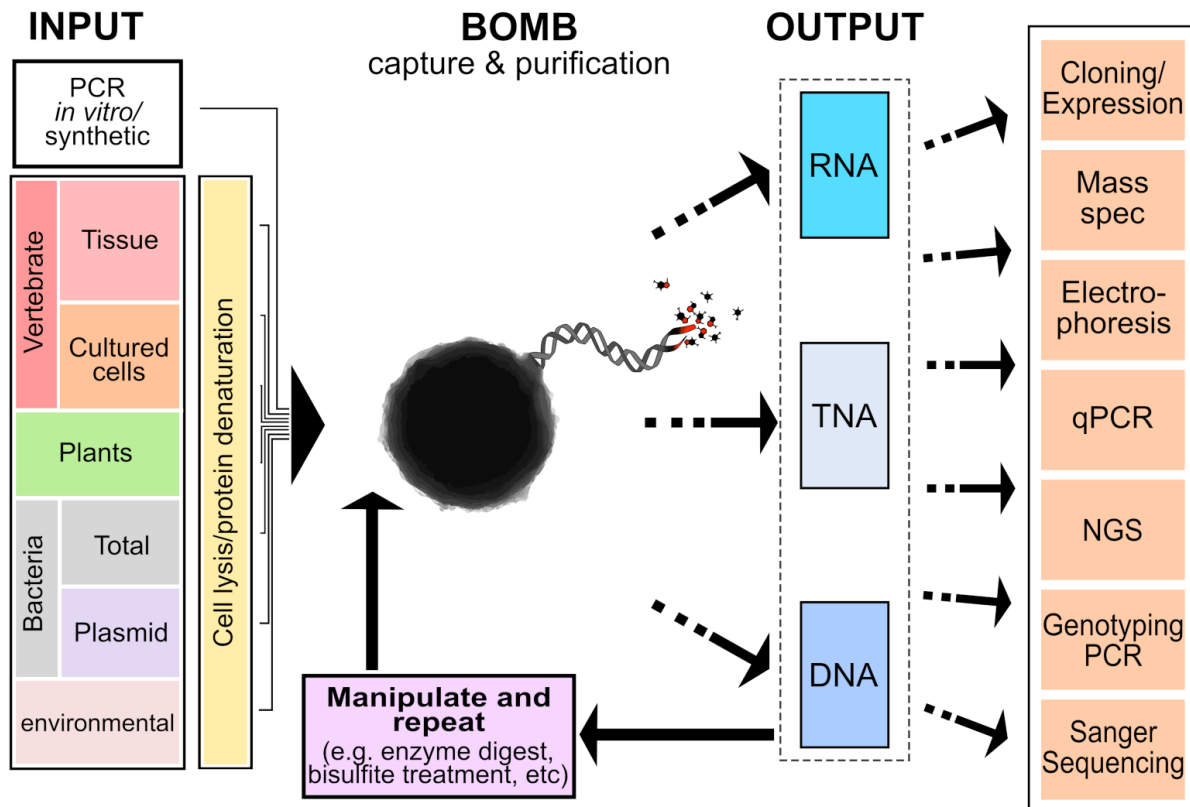 INPUT
PCR
in vitro/
synthetic
Vertebrate
Tissue
Cultured
cells
Plants
Bacteria
Total
Plasmid
environmental
Cell lysis/protein denaturation
BOMB
capture & purification
Manipulate and
repeat
(e.g. enzyme digest,
bisulfite treatment, etc)
OUTPUT
RNA
TNA
DNA
Cloning/
Expression
Mass
spec
Electro-
phoresis
qPCR
NGS
Genotyping
PCR
Sanger
Sequencing